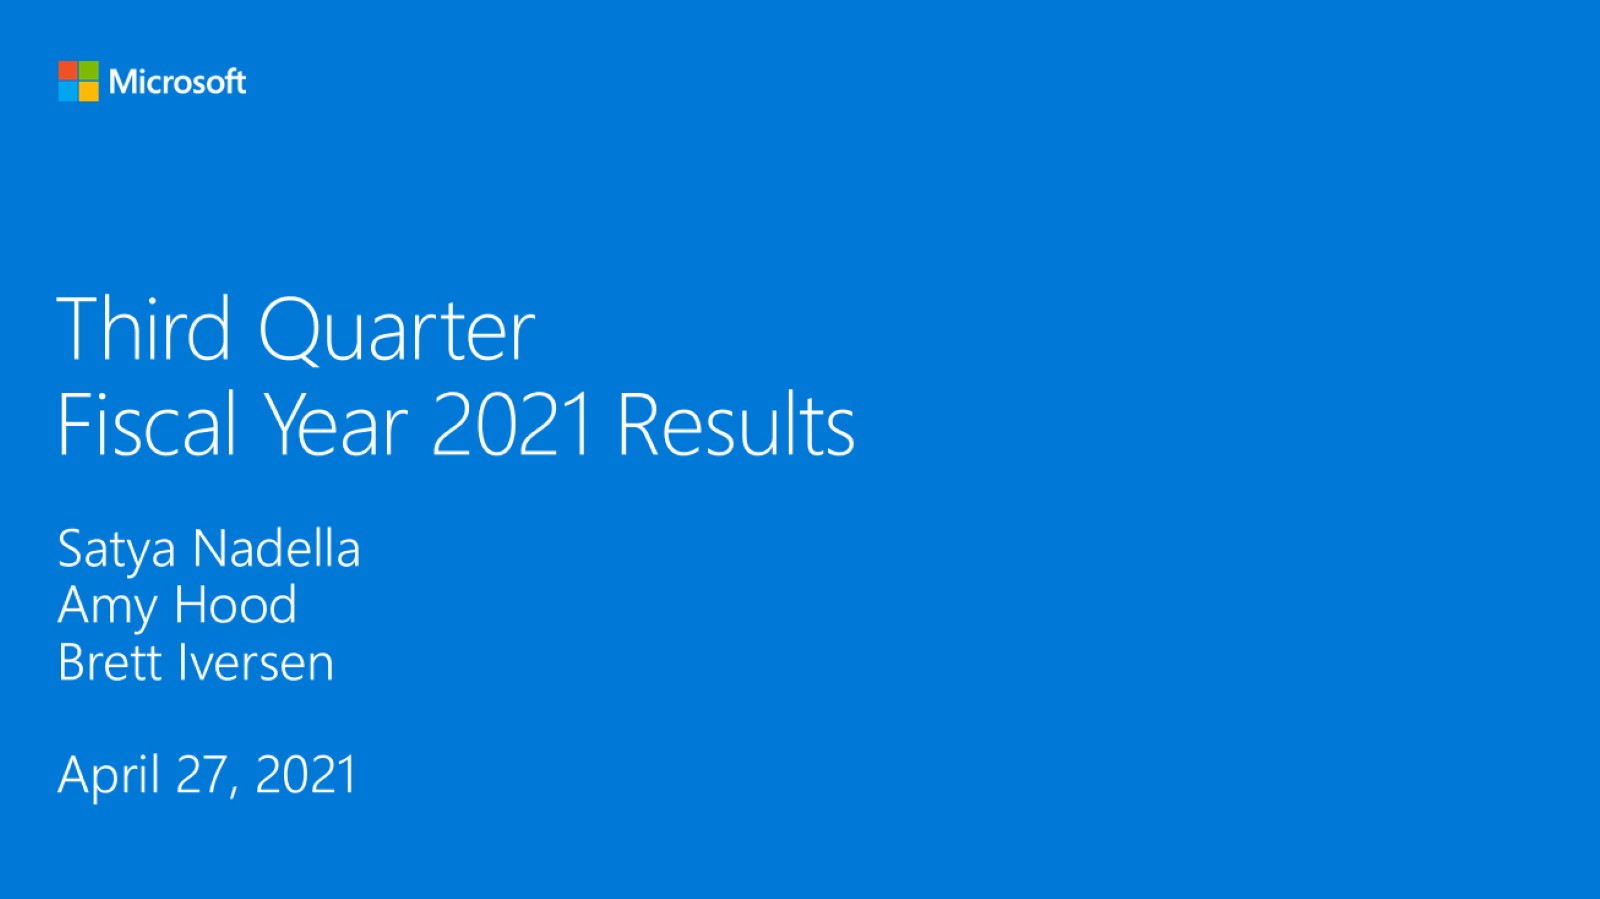 Microsoft
Third Quarter
Fiscal Year 2021 Results
Satya Nadella
Amy Hood
Brett Iversen
April 27, 2021